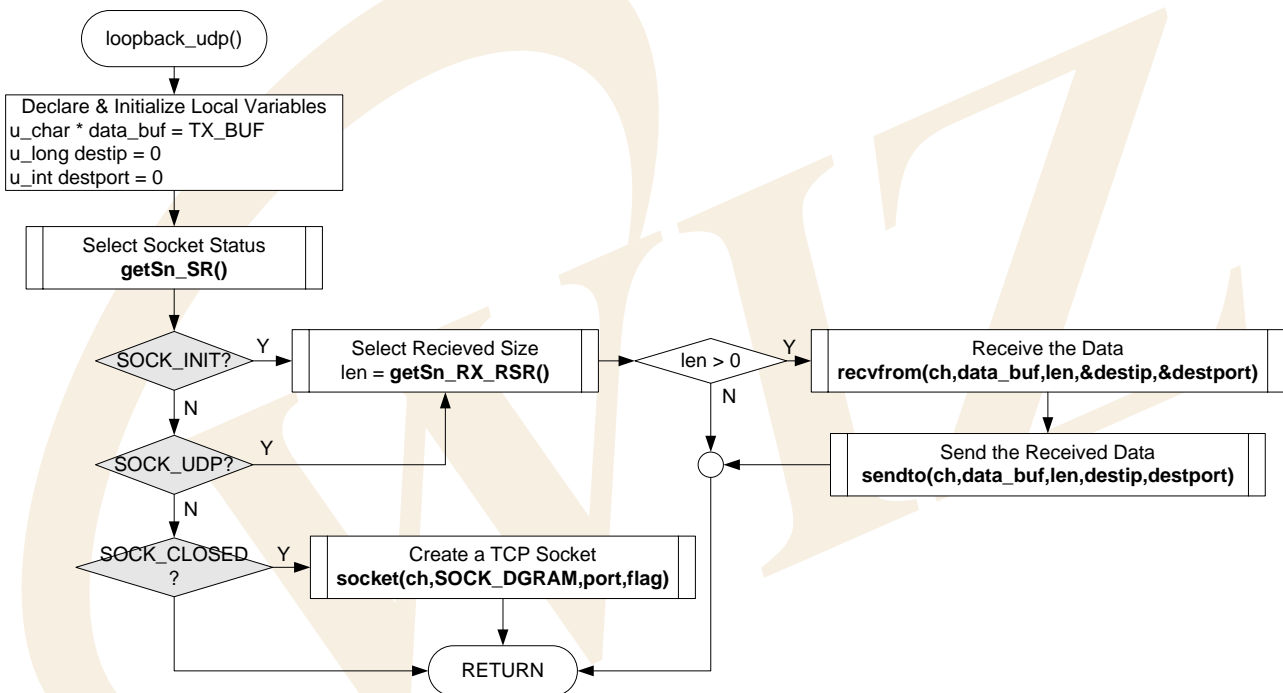 loopback_udp()
Declare & Initialize Local Variables
u_char * data_buf = TX_BUF
u_long destip = 0
u_int destport = 0
Select Socket Status
getSn_SR()
SOCK_INIT?
Y
Select Recieved Size
len = getSn_RX_RSR()
len > 0
Y
Receive the Data
recvfrom(ch,data_buf,len,&destip,&destport)
N
N
SOCK_UDP?
Y
Send the Received Data
sendto(ch,data_buf,len,destip,destport)
N
SOCK_CLOSED
?
Y
Create a TCP Socket
socket(ch,SOCK_DGRAM,port,flag)
RETURN
WIZ